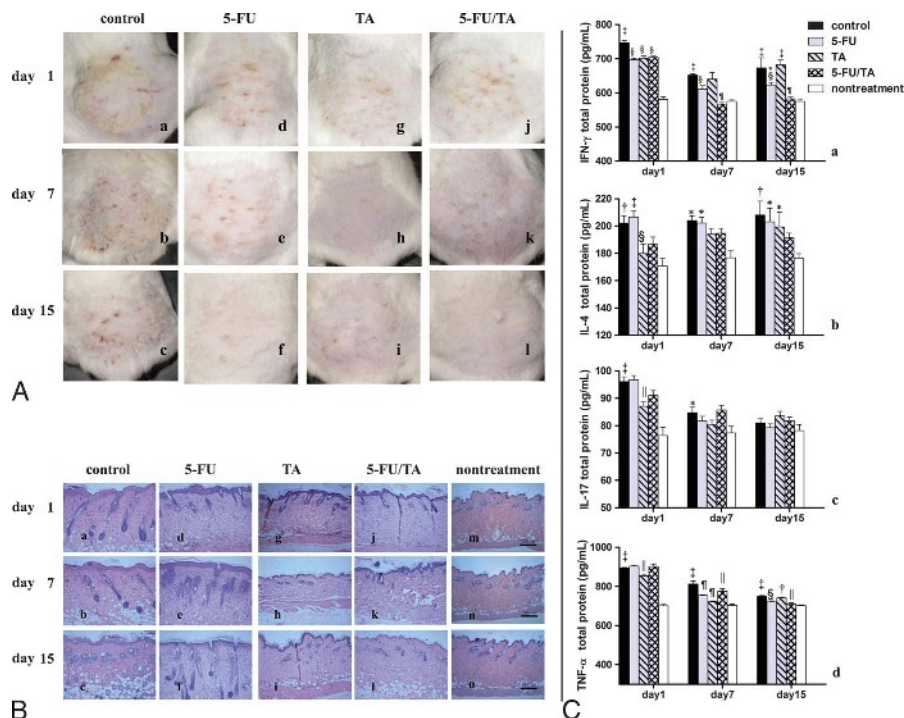 control 5-FU TA 5-FU/TA
day 1
a d g j
day 7
b e h k
day 15
c f i l
A
control 5-FU TA 5-FU/TA nontreatment
day 1
a d g j m
day 7
b e h k n
day 15
c f i l o
B
control
5-FU
TA
5-FU/TA
nontreatment
IFN-γ total protein (pg/mL)
800
700
600
500
400
‡ § § § ‡ § ¶ ‡ * § ‡ ¶
day1 day7 day15
a
IL-4 total protein (pg/mL)
220
200
180
160
140
120
† ‡ § * * † * *
day1 day7 day15
b
IL-17 total protein (pg/mL)
100
90
80
70
60
50
‡ || *
day1 day7 day15
c
TNF-α total protein (pg/mL)
1000
800
600
400
‡ || ‡ ¶ ¶ || ‡ § † ||
day1 day7 day15
d
C